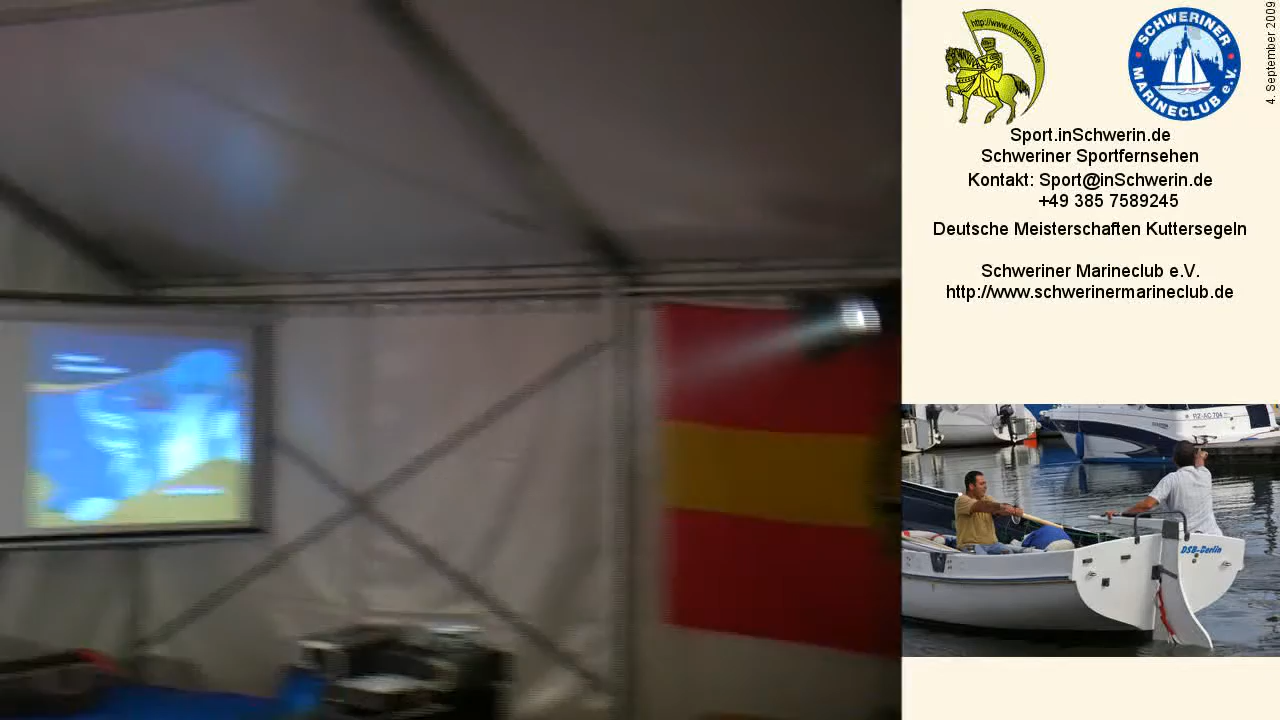 http://www.inschwerin.de
SCHWERINER
MARINECLUB e.V.
4. September 2009
Sport.inSchwerin.de
Schweriner Sportfernsehen
Kontakt: Sport@inSchwerin.de
+49 385 7589245
Deutsche Meisterschaften Kuttersegeln
Schweriner Marineclub e.V.
http://www.schwerinermarineclub.de
DSB-Berlin